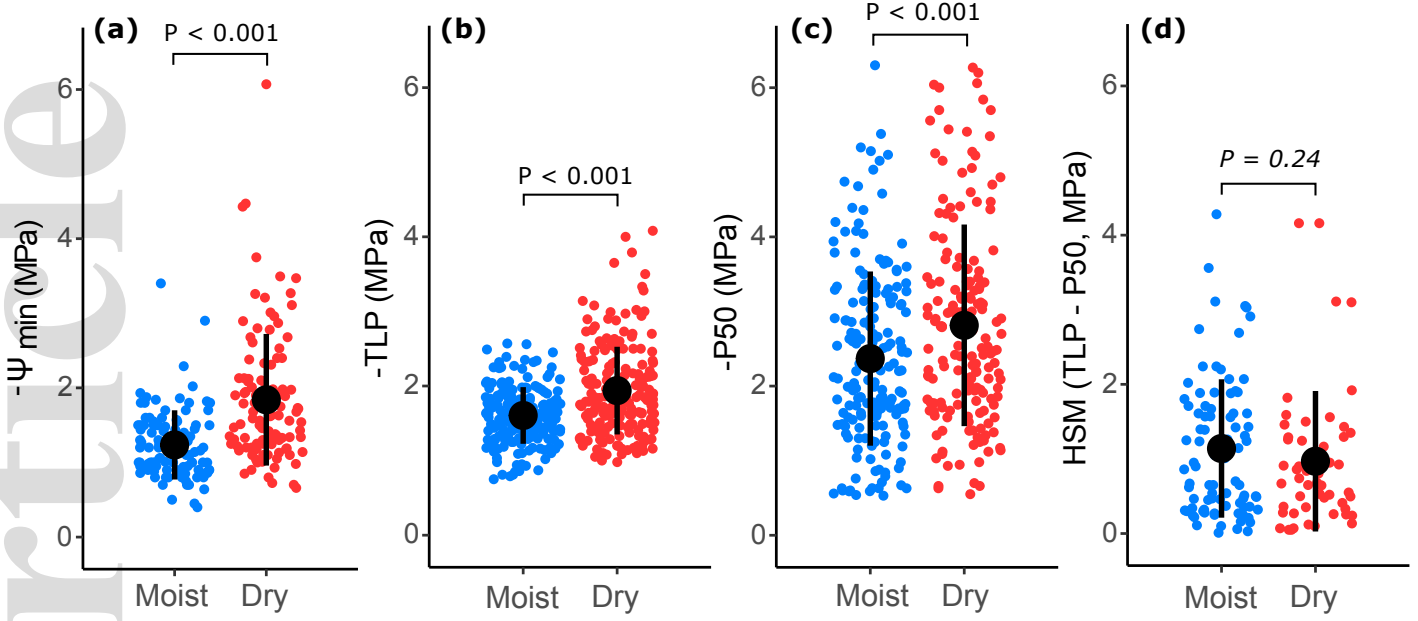 (a)
P < 0.001
-Ψ min (MPa)
6
4
2
0
Moist Dry
(b)
P < 0.001
-TLP (MPa)
6
4
2
0
Moist Dry
(c)
P < 0.001
-P50 (MPa)
6
4
2
0
Moist Dry
(d)
P = 0.24
HSM (TLP - P50, MPa)
6
4
2
0
Moist Dry
rticle